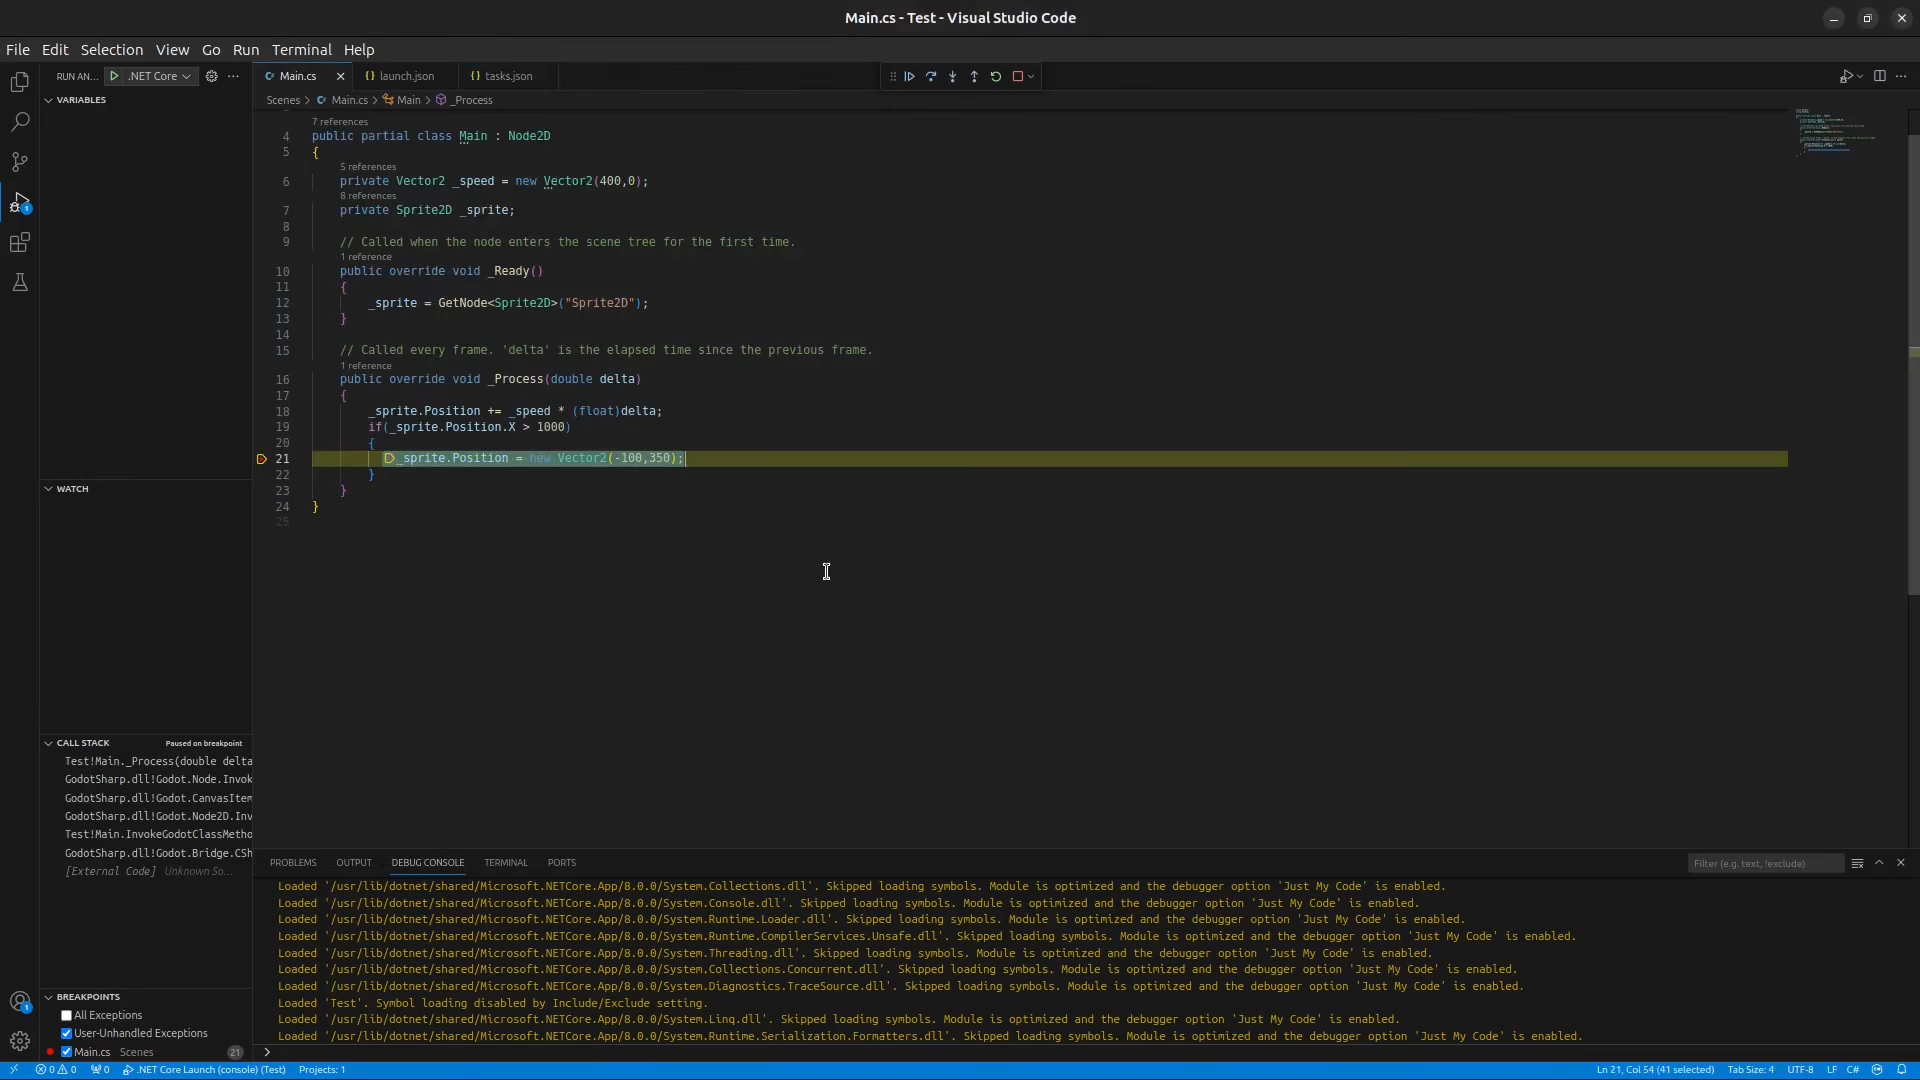 Main.cs - Test - Visual Studio Code
File Edit Selection View Go Run Terminal Help
RUN AN... .NET Core ...
Main.cs launch.json tasks.json
VARIABLES
Scenes > Main.cs > Main > _Process
7 references
4 public partial class Main : Node2D
5 {
5 references
6 private Vector2 _speed = new Vector2(400,0);
8 references
7 private Sprite2D _sprite;
8
9 // Called when the node enters the scene tree for the first time.
1 reference
10 public override void _Ready()
11 {
12 _sprite = GetNode<Sprite2D>("Sprite2D");
13 }
14
15 // Called every frame. 'delta' is the elapsed time since the previous frame.
1 reference
16 public override void _Process(double delta)
17 {
18 _sprite.Position += _speed * (float)delta;
19 if(_sprite.Position.X > 1000)
20 {
21 _sprite.Position = new Vector2(-100,350);
22 }
23 }
24 }
25
WATCH
CALL STACK Paused on breakpoint
Test!Main._Process(double delta
GodotSharp.dll!Godot.Node.Invok
GodotSharp.dll!Godot.CanvasItem
GodotSharp.dll!Godot.Node2D.Inv
Test!Main.InvokeGodotClassMetho
GodotSharp.dll!Godot.Bridge.CSh
[External Code] Unknown So...
PROBLEMS OUTPUT DEBUG CONSOLE TERMINAL PORTS
Filter (e.g. text, !exclude)
Loaded '/usr/lib/dotnet/shared/Microsoft.NETCore.App/8.0.0/System.Collections.dll'. Skipped loading symbols. Module is optimized and the debugger option 'Just My Code' is enabled.
Loaded '/usr/lib/dotnet/shared/Microsoft.NETCore.App/8.0.0/System.Console.dll'. Skipped loading symbols. Module is optimized and the debugger option 'Just My Code' is enabled.
Loaded '/usr/lib/dotnet/shared/Microsoft.NETCore.App/8.0.0/System.Runtime.Loader.dll'. Skipped loading symbols. Module is optimized and the debugger option 'Just My Code' is enabled.
Loaded '/usr/lib/dotnet/shared/Microsoft.NETCore.App/8.0.0/System.Runtime.CompilerServices.Unsafe.dll'. Skipped loading symbols. Module is optimized and the debugger option 'Just My Code' is enabled.
Loaded '/usr/lib/dotnet/shared/Microsoft.NETCore.App/8.0.0/System.Threading.dll'. Skipped loading symbols. Module is optimized and the debugger option 'Just My Code' is enabled.
Loaded '/usr/lib/dotnet/shared/Microsoft.NETCore.App/8.0.0/System.Collections.Concurrent.dll'. Skipped loading symbols. Module is optimized and the debugger option 'Just My Code' is enabled.
Loaded '/usr/lib/dotnet/shared/Microsoft.NETCore.App/8.0.0/System.Diagnostics.TraceSource.dll'. Skipped loading symbols. Module is optimized and the debugger option 'Just My Code' is enabled.
Loaded 'Test'. Symbol loading disabled by Include/Exclude setting.
Loaded '/usr/lib/dotnet/shared/Microsoft.NETCore.App/8.0.0/System.Linq.dll'. Skipped loading symbols. Module is optimized and the debugger option 'Just My Code' is enabled.
Loaded '/usr/lib/dotnet/shared/Microsoft.NETCore.App/8.0.0/System.Runtime.Serialization.Formatters.dll'. Skipped loading symbols. Module is optimized and the debugger option 'Just My Code' is enabled.
>
BREAKPOINTS
All Exceptions
User-Unhandled Exceptions
Main.cs Scenes 21
0 0 0 .NET Core Launch (console) (Test) Projects: 1
Ln 21, Col 54 (41 selected) Tab Size: 4 UTF-8 LF C#